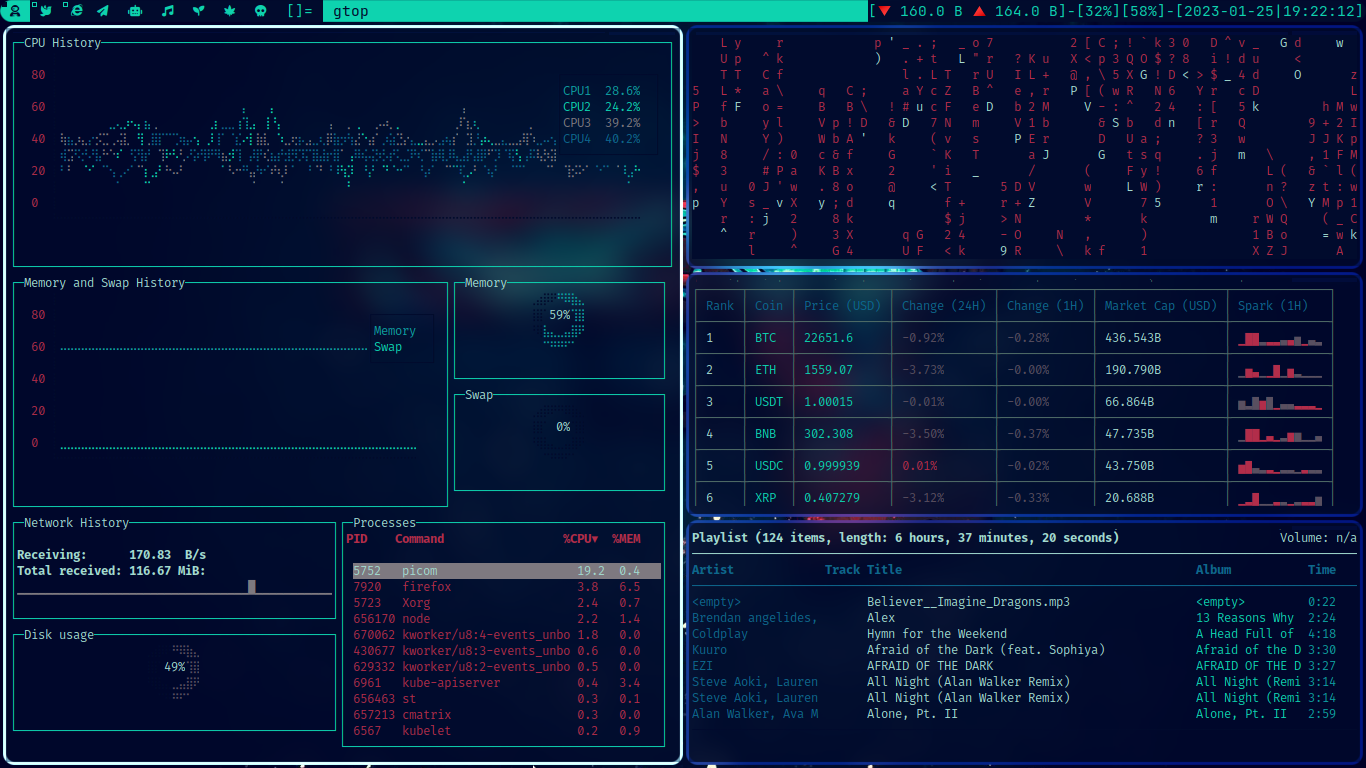 []= gtop [▼ 160.0 B ▲ 164.0 B]-[32%][58%]-[2023-01-25|19:22:12]
CPU History
80
60
40
20
0
CPU1 28.6%
CPU2 24.2%
CPU3 39.2%
CPU4 40.2%
Memory and Swap History
80
60
40
20
0
Memory
Swap
Memory
59%
Swap
0%
Network History
Receiving: 170.83 B/s
Total received: 116.67 MiB:
Disk usage
49%
Processes
PID Command %CPU▼ %MEM
5752 picom 19.2 0.4
7920 firefox 3.8 6.5
5723 Xorg 2.4 0.7
656170 node 2.2 1.4
670062 kworker/u8:4-events_unbo 1.8 0.0
430677 kworker/u8:3-events_unbo 0.6 0.0
629332 kworker/u8:2-events_unbo 0.5 0.0
6961 kube-apiserver 0.4 3.4
656463 st 0.3 0.1
657213 cmatrix 0.3 0.0
6567 kubelet 0.2 0.9
Rank Coin Price (USD) Change (24H) Change (1H) Market Cap (USD) Spark (1H)
1 BTC 22651.6 -0.92% -0.28% 436.543B
2 ETH 1559.07 -3.73% -0.00% 190.790B
3 USDT 1.00015 -0.01% -0.00% 66.864B
4 BNB 302.308 -3.50% -0.37% 47.735B
5 USDC 0.999939 0.01% -0.02% 43.750B
6 XRP 0.407279 -3.12% -0.33% 20.688B
Playlist (124 items, length: 6 hours, 37 minutes, 20 seconds) Volume: n/a
Artist Track Title Album Time
<empty> Believer__Imagine_Dragons.mp3 <empty> 0:22
Brendan angelides, Alex 13 Reasons Why 2:24
Coldplay Hymn for the Weekend A Head Full of 4:18
Kuuro Afraid of the Dark (feat. Sophiya) Afraid of the D 3:30
EZI AFRAID OF THE DARK AFRAID OF THE D 3:27
Steve Aoki, Lauren All Night (Alan Walker Remix) All Night (Remi 3:14
Steve Aoki, Lauren All Night (Alan Walker Remix) All Night (Remi 3:14
Alan Walker, Ava M Alone, Pt. II Alone, Pt. II 2:59